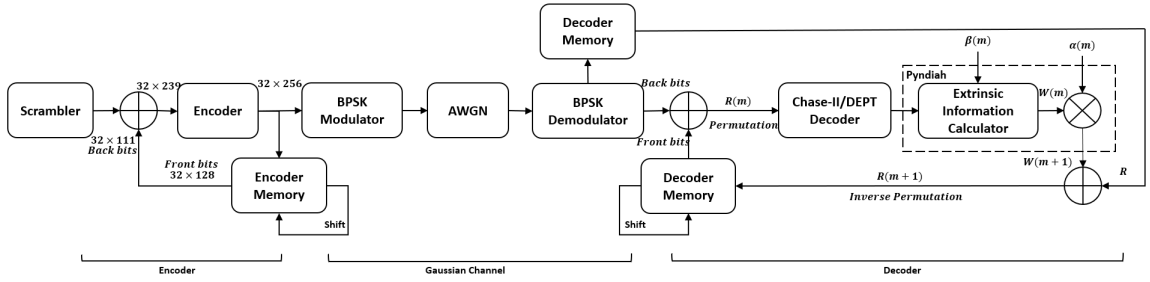 Decoder
Memory
β(m)
α(m)
Pyndiah
32 × 239
32 × 256
Back bits
Scrambler
Encoder
BPSK
Modulator
AWGN
BPSK
Demodulator
R(m)
Permutation
Chase-II/DEPT
Decoder
Extrinsic
Information
Calculator
W(m)
32 × 111
Back bits
Front bits
Front bits
32 × 128
Encoder
Memory
Shift
Decoder
Memory
Shift
R(m + 1)
Inverse Permutation
W(m + 1)
R
Encoder
Gaussian Channel
Decoder